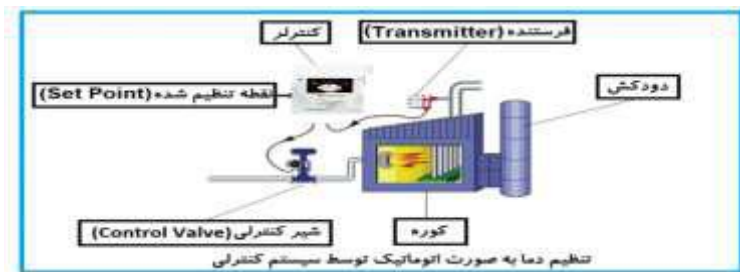 فرستنده (Transmitter)
کنترلر
دودکش
نقطه تنظیم شده (Set Point)
شیر کنترلی (Control Valve)
کوره
تنظیم دما به صورت اتوماتیک توسط سیستم کنترلی